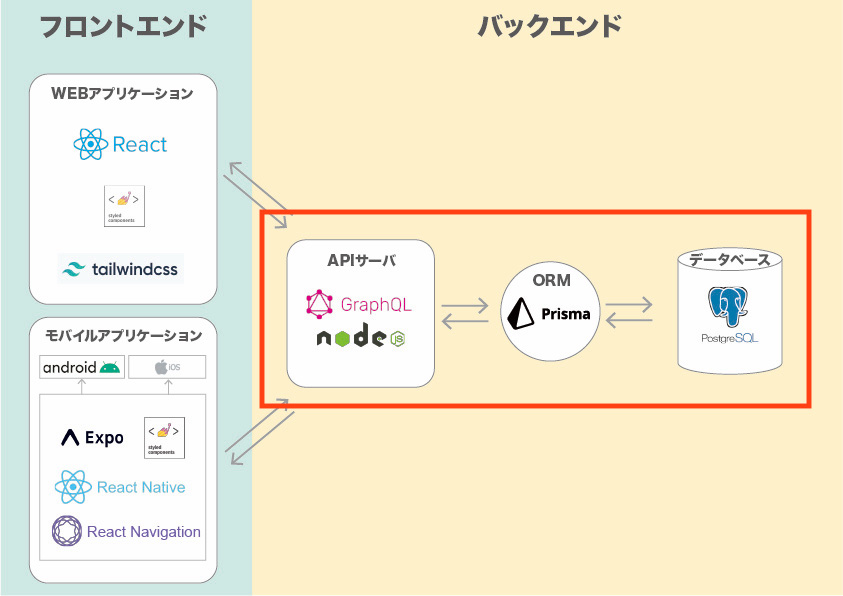 フロントエンド
バックエンド
WEBアプリケーション
React
< >
styled
components
tailwindcss
モバイルアプリケーション
android
iOS
Expo
< >
styled
components
React Native
React Navigation
APIサーバ
GraphQL
node
JS
ORM
Prisma
データベース
PostgreSQL